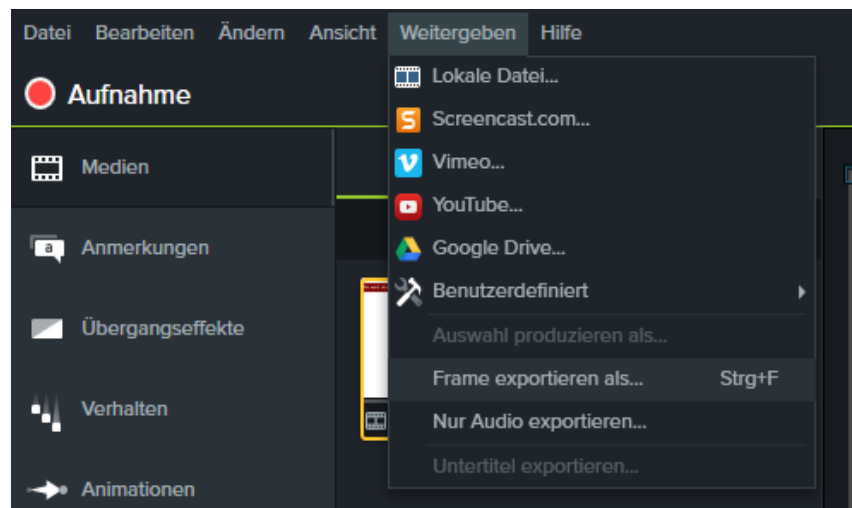 Datei Bearbeiten Ändern Ansicht Weitergeben Hilfe
Aufnahme
Medien
Anmerkungen
Übergangseffekte
Verhalten
Animationen
Lokale Datei...
Screencast.com...
Vimeo...
YouTube...
Google Drive...
Benutzerdefiniert
Auswahl produzieren als...
Frame exportieren als... Strg+F
Nur Audio exportieren...
Untertitel exportieren...